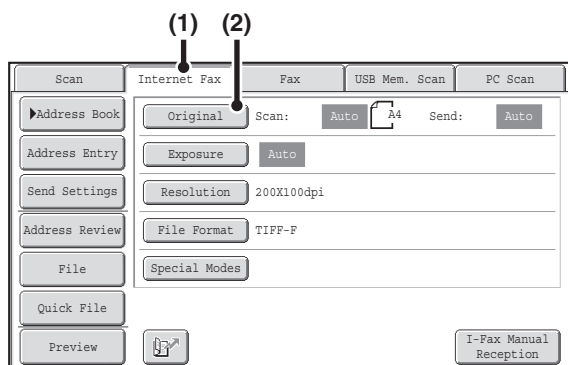 (1) (2)
Scan Internet Fax Fax USB Mem. Scan PC Scan
Address Book Original Scan: Auto A4 Send: Auto
Address Entry Exposure Auto
Send Settings Resolution 200X100dpi
Address Review File Format TIFF-F
File Special Modes
Quick File
Preview I-Fax Manual
Reception